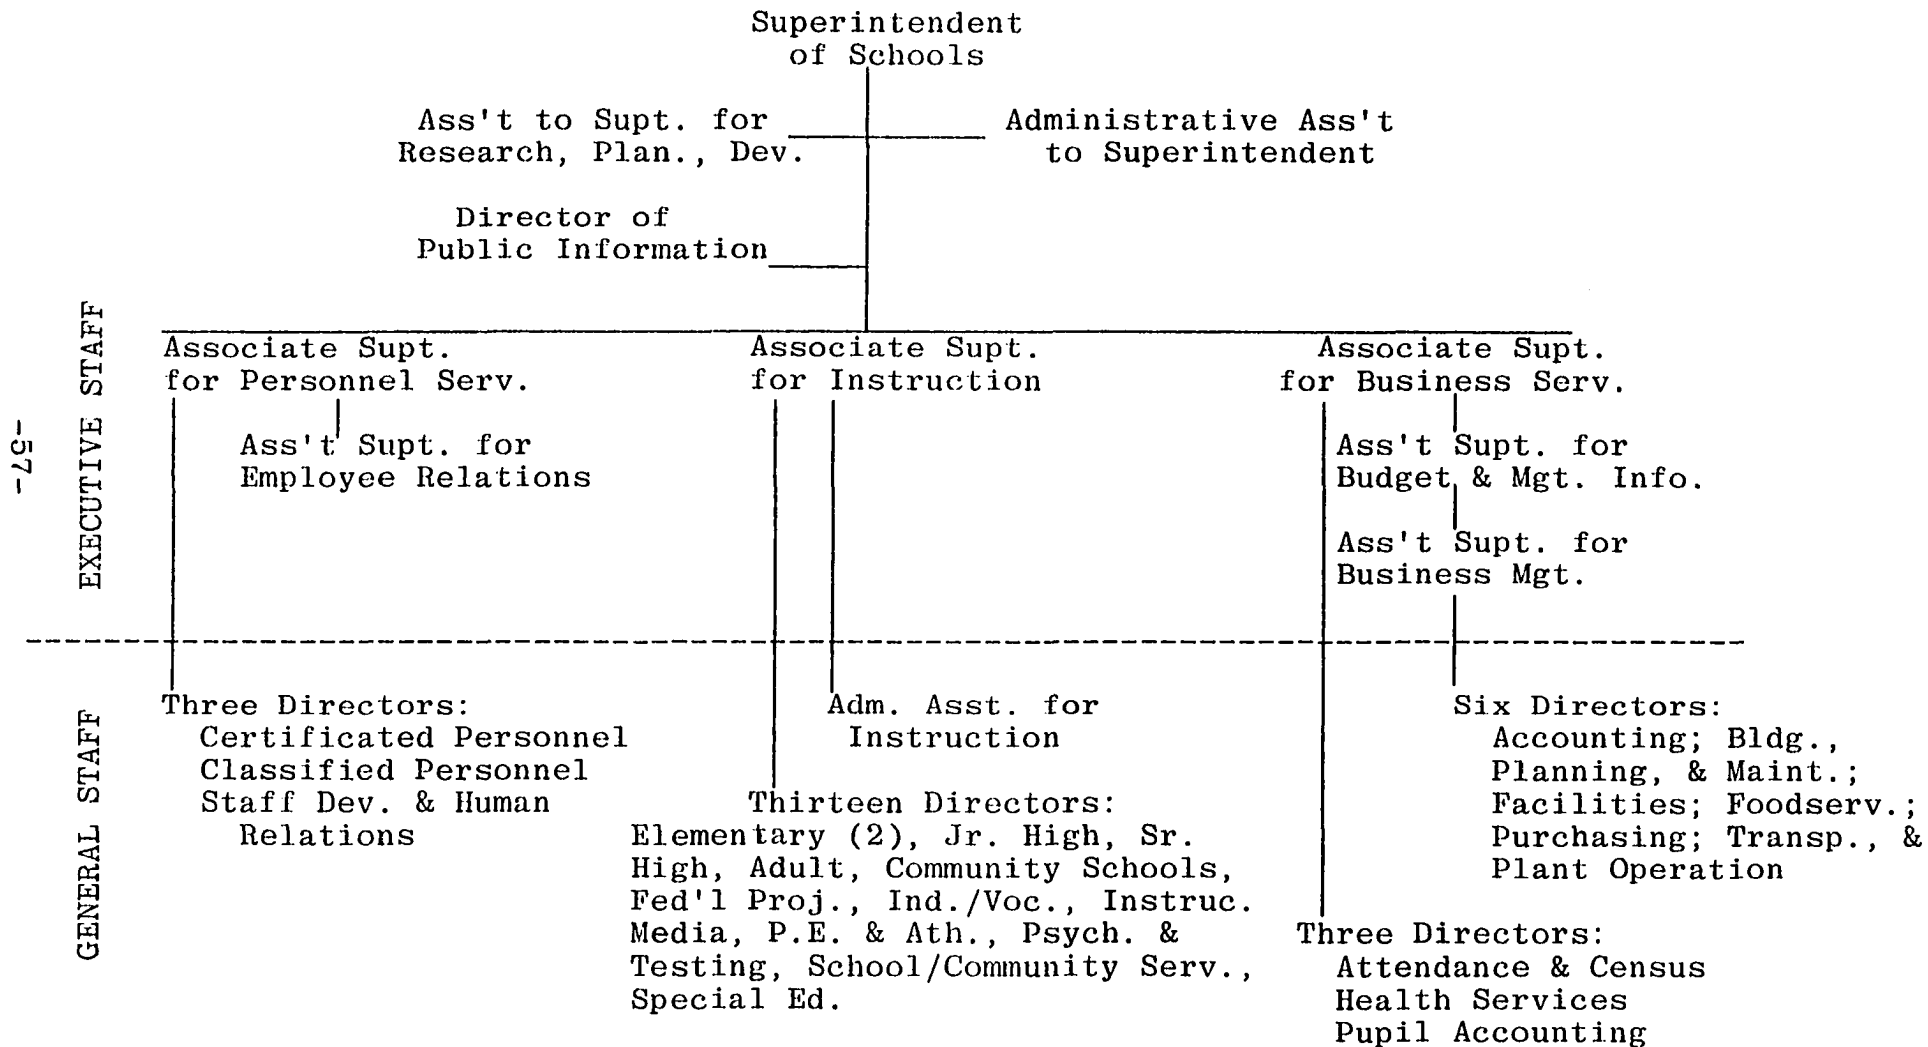 Superintendent
of Schools
Ass't to Supt. for
Research, Plan., Dev.
Administrative Ass't
to Superintendent
Director of
Public Information
-57-
EXECUTIVE STAFF
Associate Supt.
for Personnel Serv.
Ass't Supt. for
Employee Relations
Associate Supt.
for Instruction
Associate Supt.
for Business Serv.
Ass't Supt. for
Budget & Mgt. Info.
Ass't Supt. for
Business Mgt.
GENERAL STAFF
Three Directors:
Certificated Personnel
Classified Personnel
Staff Dev. & Human
Relations
Adm. Asst. for
Instruction
Thirteen Directors:
Elementary (2), Jr. High, Sr.
High, Adult, Community Schools,
Fed'l Proj., Ind./Voc., Instruc.
Media, P.E. & Ath., Psych. &
Testing, School/Community Serv.,
Special Ed.
Six Directors:
Accounting; Bldg.,
Planning, & Maint.;
Facilities; Foodserv.;
Purchasing; Transp., &
Plant Operation
Three Directors:
Attendance & Census
Health Services
Pupil Accounting